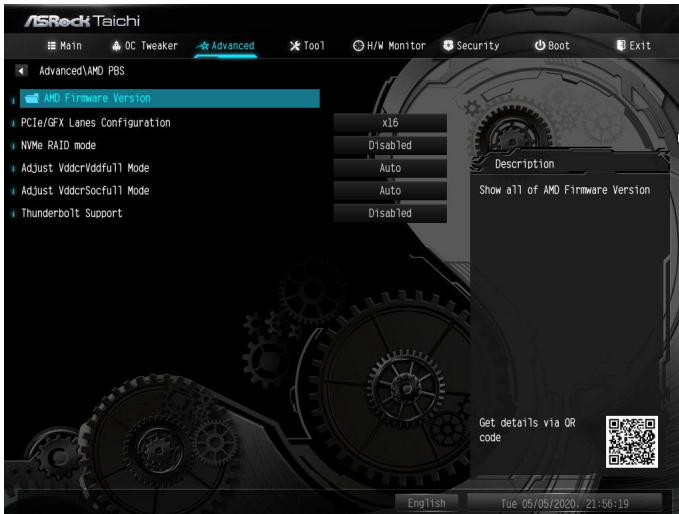 ASRock Taichi
Main OC Tweaker Advanced Tool H/W Monitor Security Boot Exit
Advanced\AMD PBS
AMD Firmware Version
PCIe/GFX Lanes Configuration x16
NVMe RAID mode Disabled
Adjust VddcrVddfull Mode Auto
Adjust VddcrSocfull Mode Auto
Thunderbolt Support Disabled
Description
Show all of AMD Firmware Version
Get details via QR
code
English Tue 05/05/2020. 21:56:19